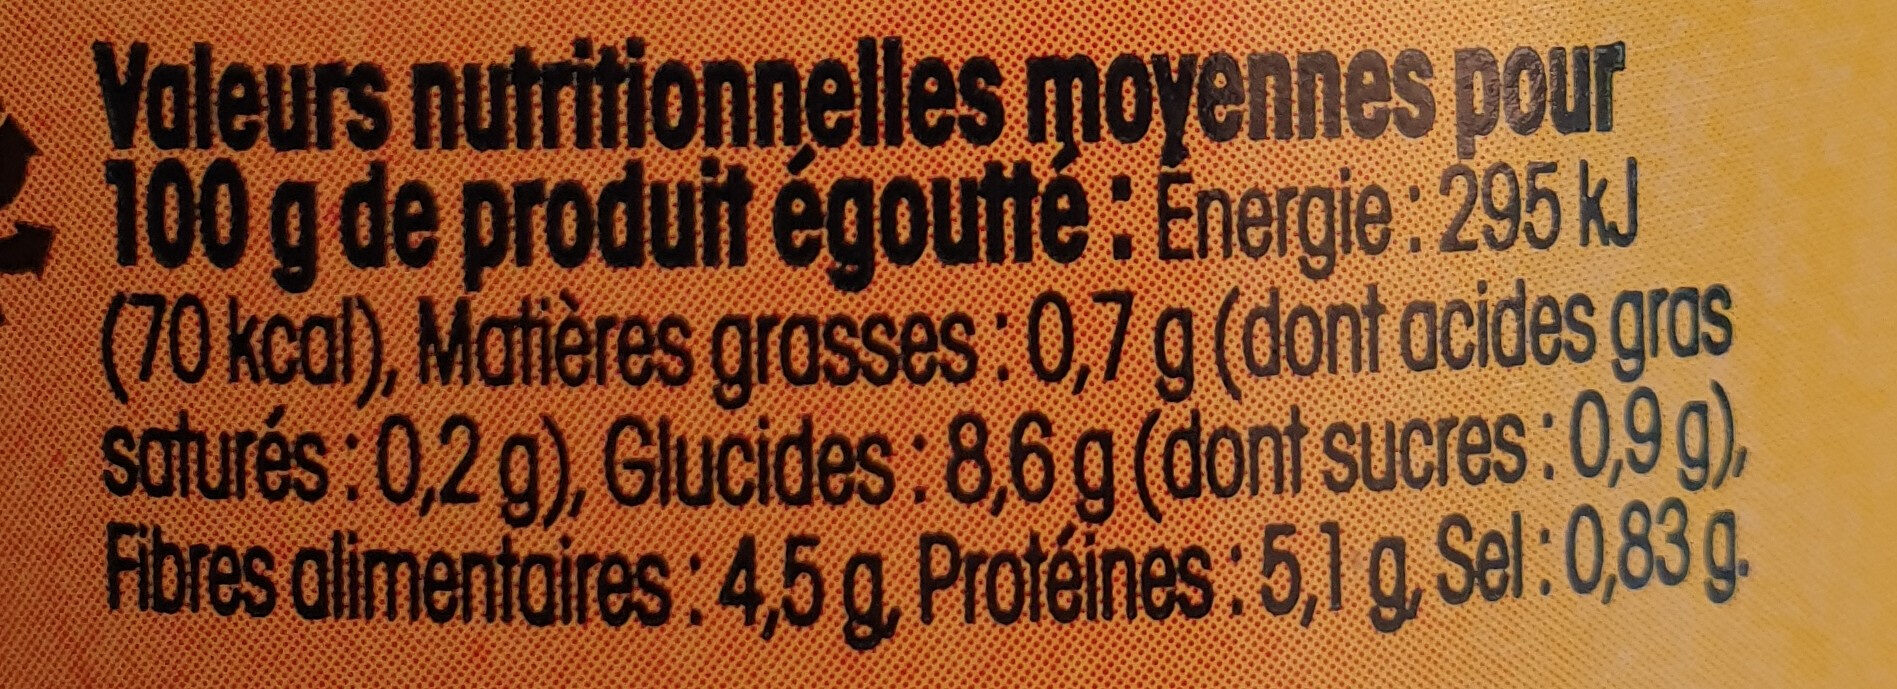 Valeurs nutritionnelles moyennes pour
100 g de produit égoutté : Énergie : 295 kJ
(70 kcal), Matières grasses : 0,7 g (dont acides gras
saturés : 0,2 g), Glucides : 8,6 g (dont sucres : 0,9 g),
Fibres alimentaires : 4,5 g, Protéines : 5,1 g, Sel : 0,83 g.